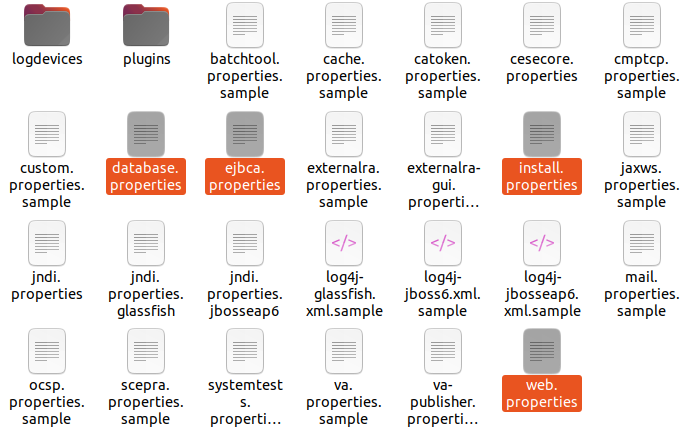 logdevices
plugins
batchtool.
properties.
sample
cache.
properties.
sample
catoken.
properties.
sample
cesecore.
properties
cmptcp.
properties.
sample
custom.
properties.
sample
database.
properties
ejbca.
properties
externalra.
properties.
sample
externalra-
gui.
properti…
install.
properties
jaxws.
properties.
sample
jndi.
properties
jndi.
properties.
glassfish
jndi.
properties.
jbosseap6
log4j-
glassfish.
xml.sample
log4j-
jboss6.xml.
sample
log4j-
jbosseap6.
xml.sample
mail.
properties.
sample
ocsp.
properties.
sample
scepra.
properties.
sample
systemtest
s.
properti…
va.
properties.
sample
va-
publisher.
properti…
web.
properties